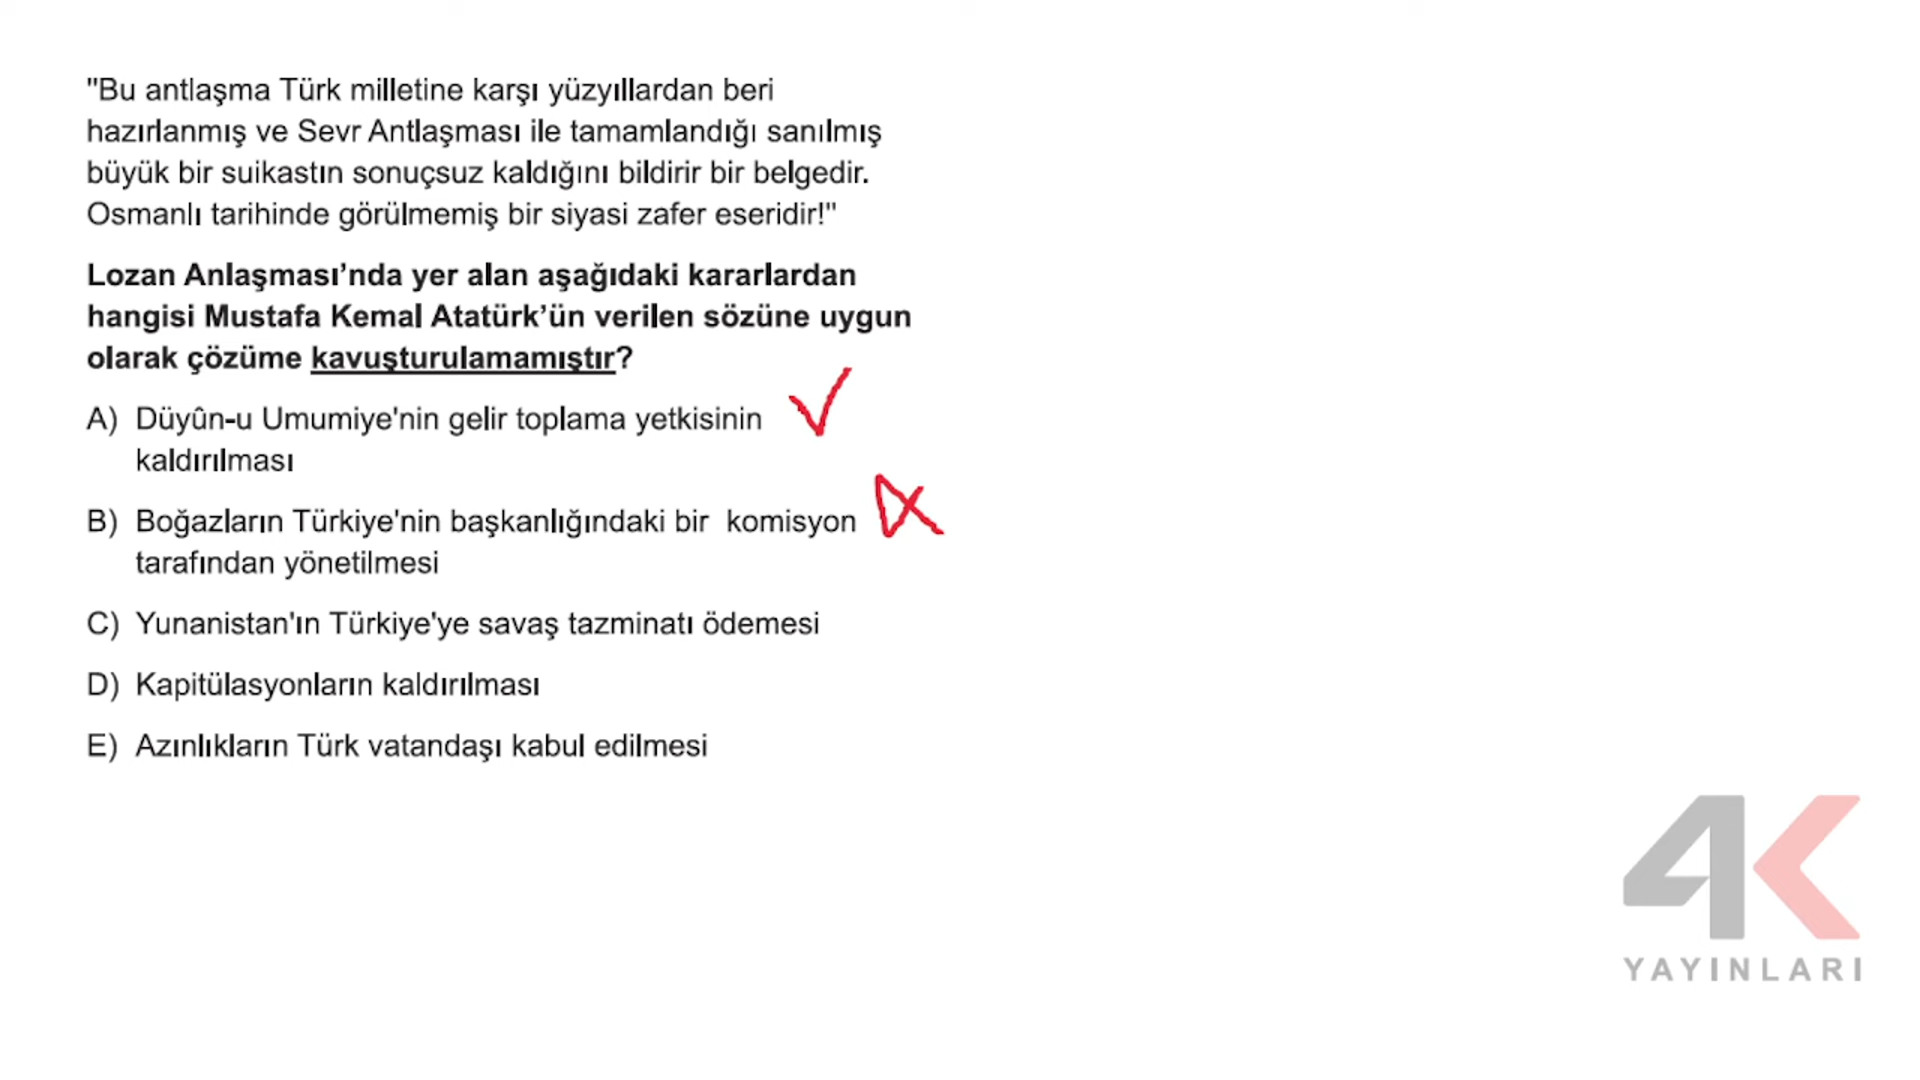 "Bu antlaşma Türk milletine karşı yüzyıllardan beri
hazırlanmış ve Sevr Antlaşması ile tamamlandığı sanılmış
büyük bir suikastın sonuçsuz kaldığını bildirir bir belgedir.
Osmanlı tarihinde görülmemiş bir siyasi zafer eseridir!"
Lozan Anlaşması’nda yer alan aşağıdaki kararlardan
hangisi Mustafa Kemal Atatürk’ün verilen sözüne uygun
olarak çözüme kavuşturulamamıştır?
A) Düyûn-u Umumiye'nin gelir toplama yetkisinin
kaldırılması
B) Boğazların Türkiye'nin başkanlığındaki bir komisyon
tarafından yönetilmesi
C) Yunanistan'ın Türkiye'ye savaş tazminatı ödemesi
D) Kapitülasyonların kaldırılması
E) Azınlıkların Türk vatandaşı kabul edilmesi
4K
YAYINLARI